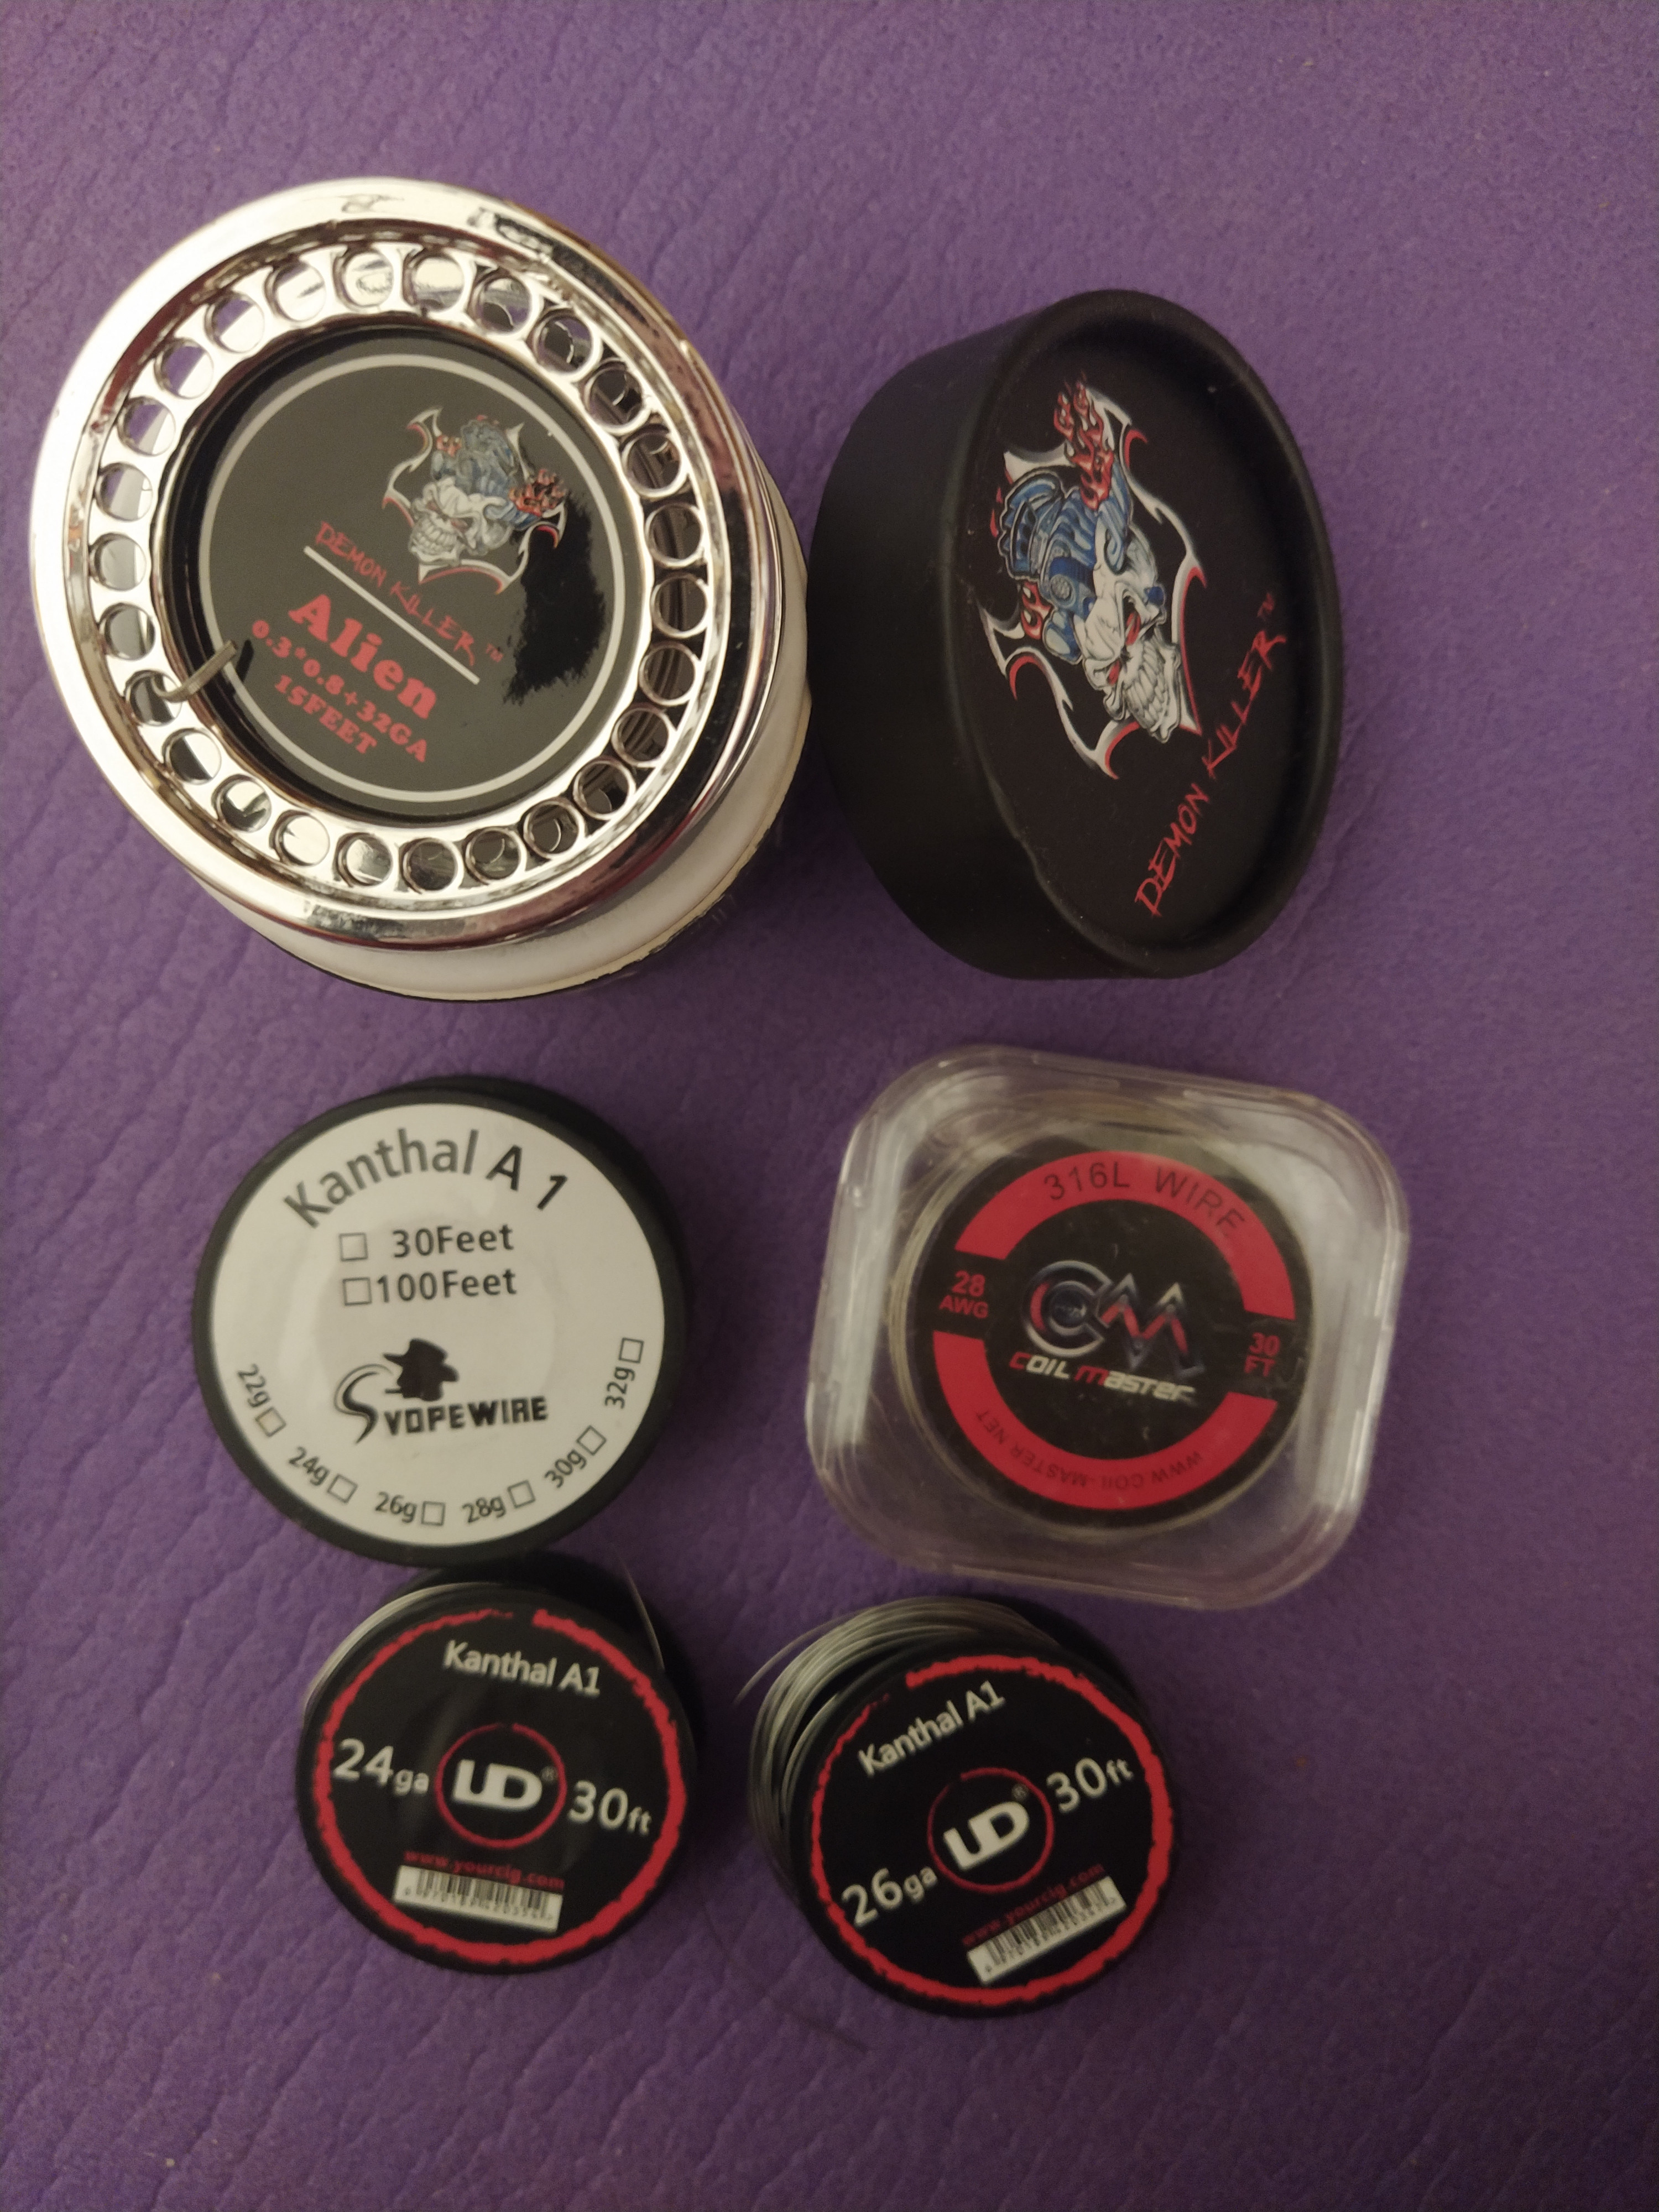 DEMON KILLER™
Alien
0.3*0.8+32GA
15FEET
DEMON KILLER™
Kanthal A 1
☐ 30Feet
☐100Feet
VOPEWIRE
22g☐ 24g☐ 26g☐ 28g☐ 30g☐ 32g☐
316L WIRE
28
AWG
30
FT
COIL MASTER
WWW.COIL-MASTER.NET
Kanthal A1
24ga
UD®
30ft
www.yourcig.com
Kanthal A1
26ga
UD®
30ft
www.yourcig.com